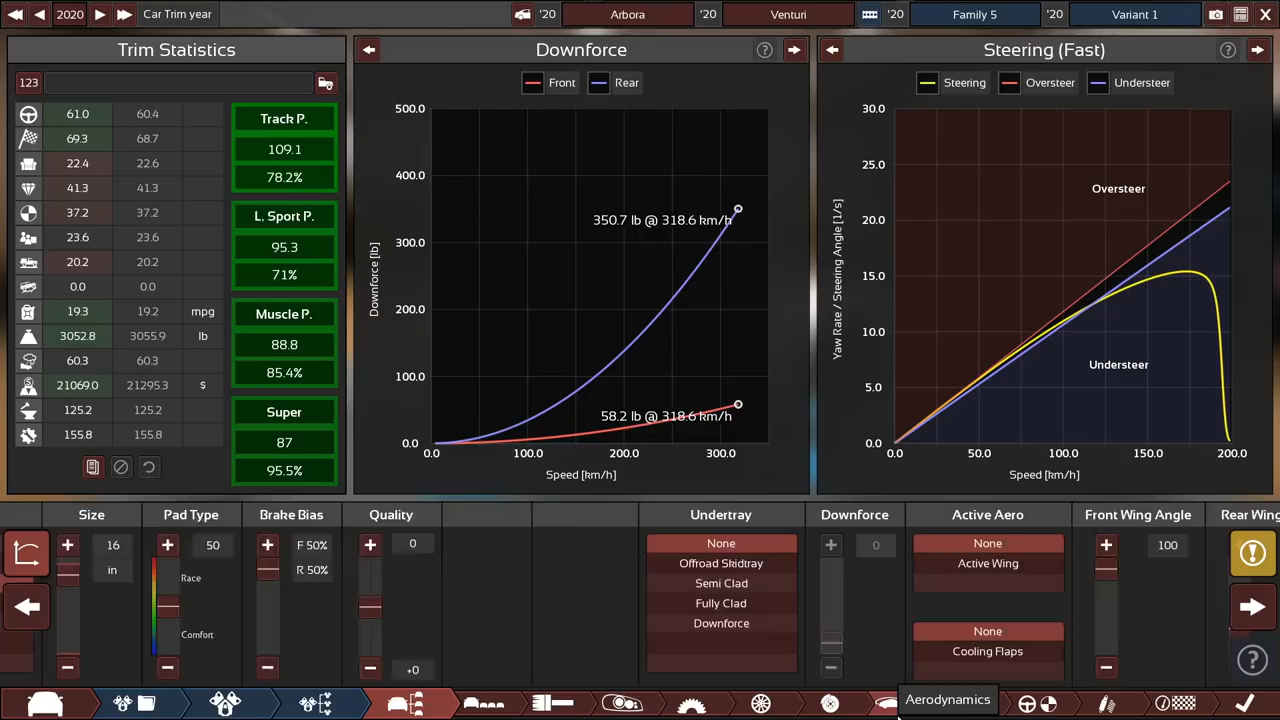 2020
Car Trim year
'20
Arbora
'20
Venturi
'20
Family 5
'20
Variant 1
Trim Statistics
123
61.0 60.4
69.3 68.7
22.4 22.6
41.3 41.3
37.2 37.2
23.6 23.6
20.2 20.2
0.0 0.0
19.3 19.2 mpg
3052.8 3055.9 lb
60.3 60.3
21069.0 21295.3 $
125.2 125.2
155.8 155.8
Track P.
109.1
78.2%
L. Sport P.
95.3
71%
Muscle P.
88.8
85.4%
Super
87
95.5%
Downforce
?
Front
Rear
500.0
400.0
300.0
200.0
100.0
0.0
Downforce [lb]
350.7 lb @ 318.6 km/h
58.2 lb @ 318.6 km/h
0.0 100.0 200.0 300.0
Speed [km/h]
Steering (Fast)
?
Steering
Oversteer
Understeer
30.0
25.0
20.0
15.0
10.0
5.0
0.0
Yaw Rate / Steering Angle [1/s]
Oversteer
Understeer
0.0 50.0 100.0 150.0 200.0
Speed [km/h]
Size
16
in
Pad Type
50
Race
Comfort
Brake Bias
F 50%
R 50%
Quality
0
+0
Undertray
None
Offroad Skidtray
Semi Clad
Fully Clad
Downforce
Downforce
0
Active Aero
None
Active Wing
None
Cooling Flaps
Front Wing Angle
100
Rear Wing
?
Aerodynamics